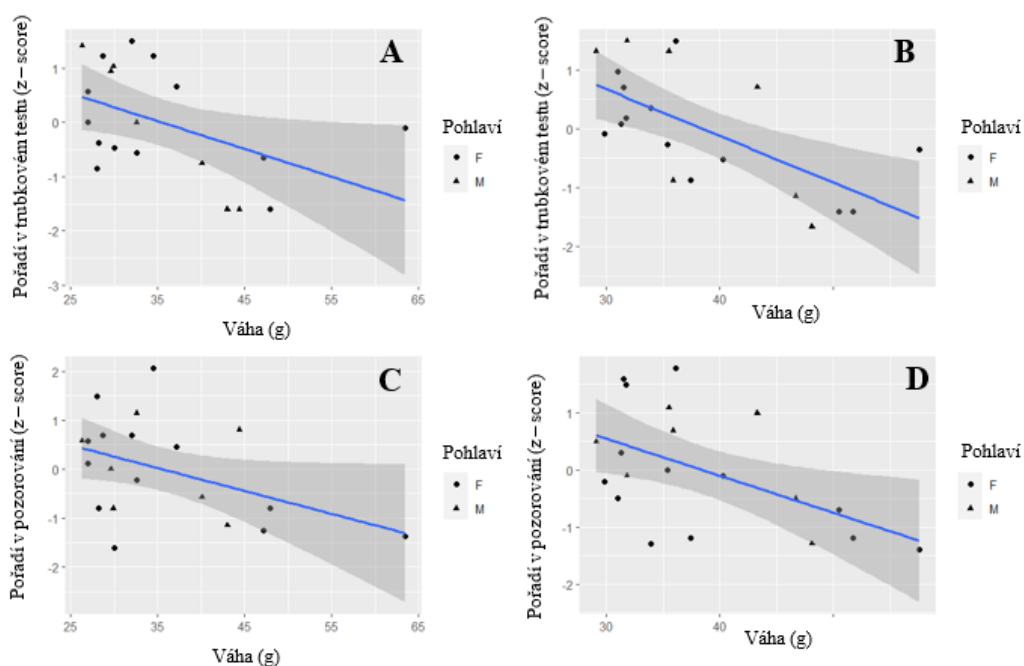 Pořadí v trubkovém testu (z – score)
1
0
-1
-2
-3
25
35
45
55
65
Váha (g)
A
Pohlaví
F
M
Pořadí v trubkovém testu (z – score)
1
0
-1
-2
30
40
Váha (g)
B
Pohlaví
F
M
Pořadí v pozorování (z – score)
2
1
0
-1
-2
25
35
45
55
65
Váha (g)
C
Pohlaví
F
M
Pořadí v pozorování (z – score)
1
0
-1
-2
30
40
Váha (g)
D
Pohlaví
F
M